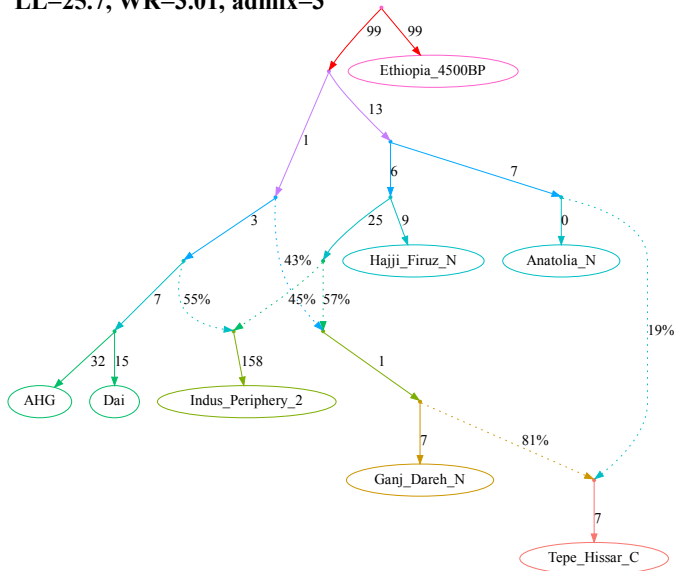 LL=25.7, WR=3.01, admix=3
99
99
Ethiopia_4500BP
13
1
6
7
3
25
9
0
43%
Hajji_Firuz_N
Anatolia_N
7
55%
45%
57%
19%
32
15
158
1
AHG
Dai
Indus_Periphery_2
7
81%
Ganj_Dareh_N
7
Tepe_Hissar_C